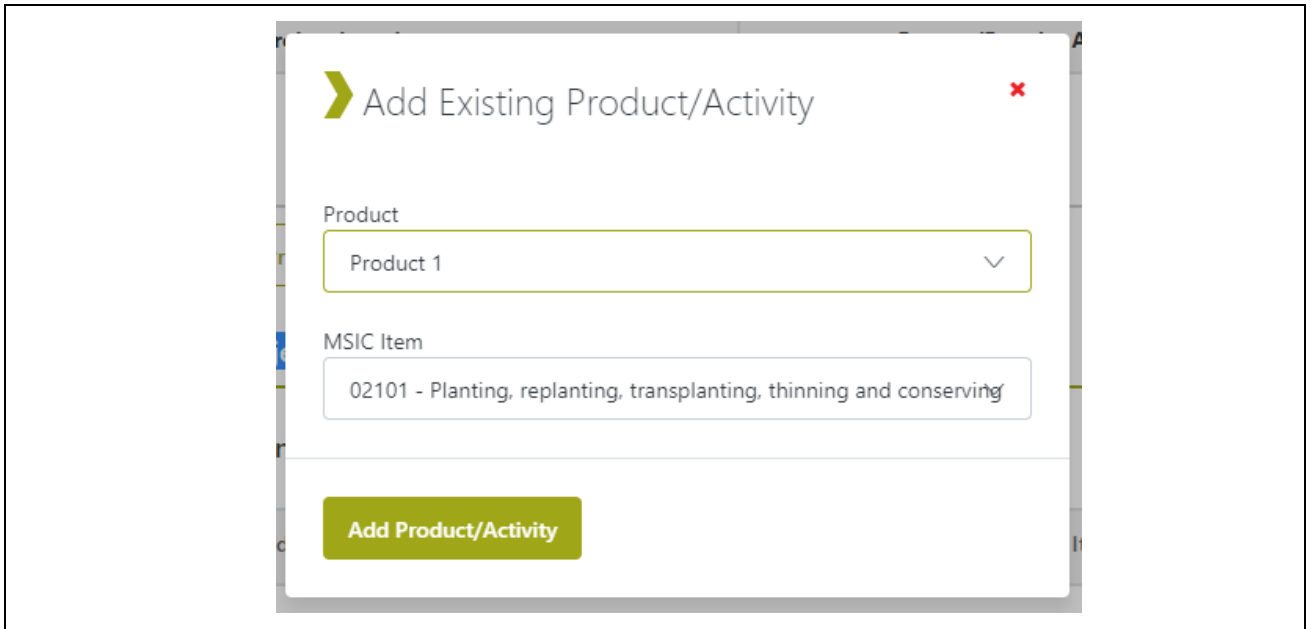 Add Existing Product/Activity
Product
Product 1
MSIC Item
02101 - Planting, replanting, transplanting, thinning and conserving
Add Product/Activity